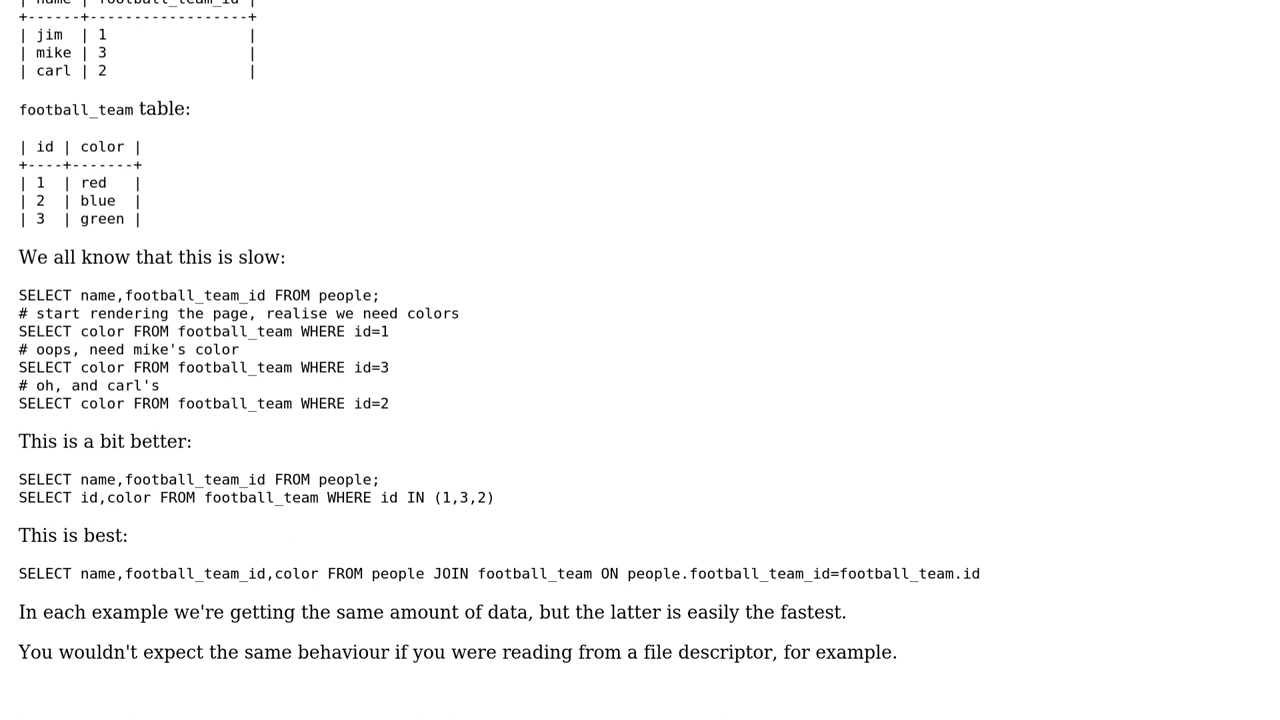 | name | football_team_id |
+------+------------------+
| jim  | 1                |
| mike | 3                |
| carl | 2                |
football_team table:
| id | color |
+----+-------+
| 1  | red   |
| 2  | blue  |
| 3  | green |
We all know that this is slow:
SELECT name,football_team_id FROM people;
# start rendering the page, realise we need colors
SELECT color FROM football_team WHERE id=1
# oops, need mike's color
SELECT color FROM football_team WHERE id=3
# oh, and carl's
SELECT color FROM football_team WHERE id=2
This is a bit better:
SELECT name,football_team_id FROM people;
SELECT id,color FROM football_team WHERE id IN (1,3,2)
This is best:
SELECT name,football_team_id,color FROM people JOIN football_team ON people.football_team_id=football_team.id
In each example we're getting the same amount of data, but the latter is easily the fastest.
You wouldn't expect the same behaviour if you were reading from a file descriptor, for example.